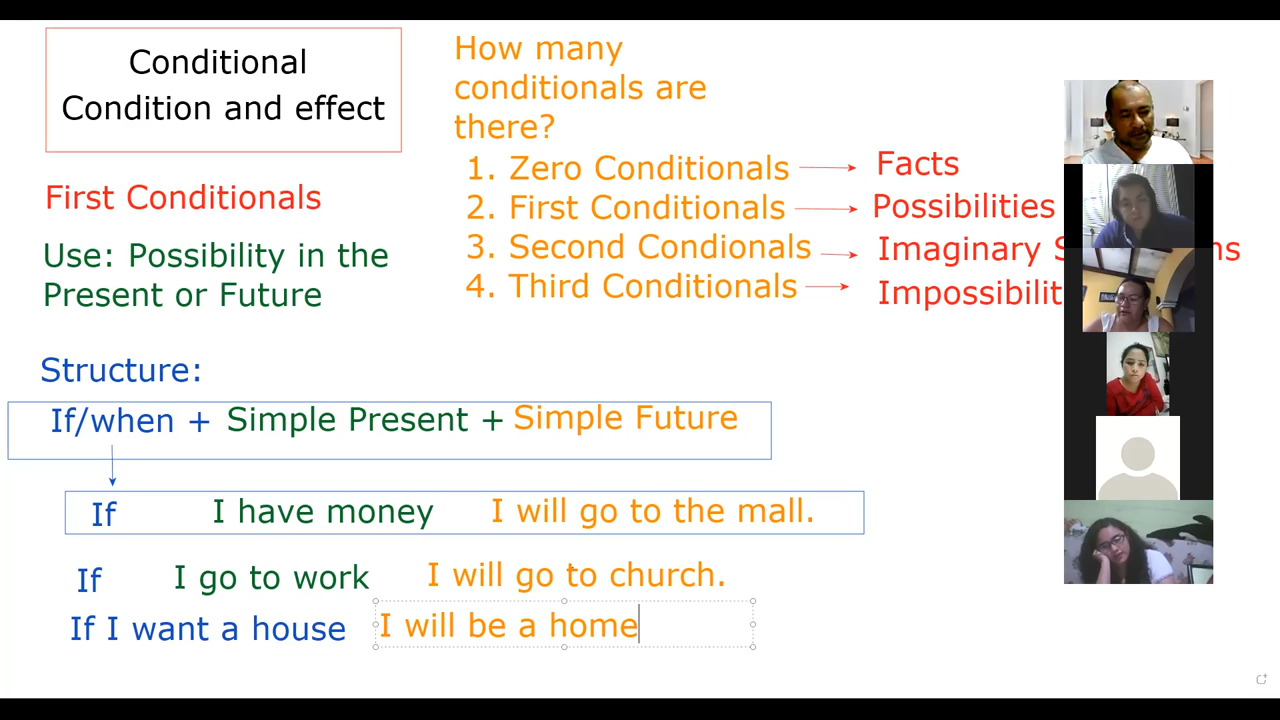 Conditional
Condition and effect
First Conditionals
Use: Possibility in the
Present or Future
How many
conditionals are
there?
1. Zero Conditionals
Facts
2. First Conditionals
Possibilities
3. Second Condionals
Imaginary
4. Third Conditionals
Structure:
If/when + Simple Present + Simple Future
If I have money I will go to the mall.
If I go to work I will go to church.
If I want a house I will be a home